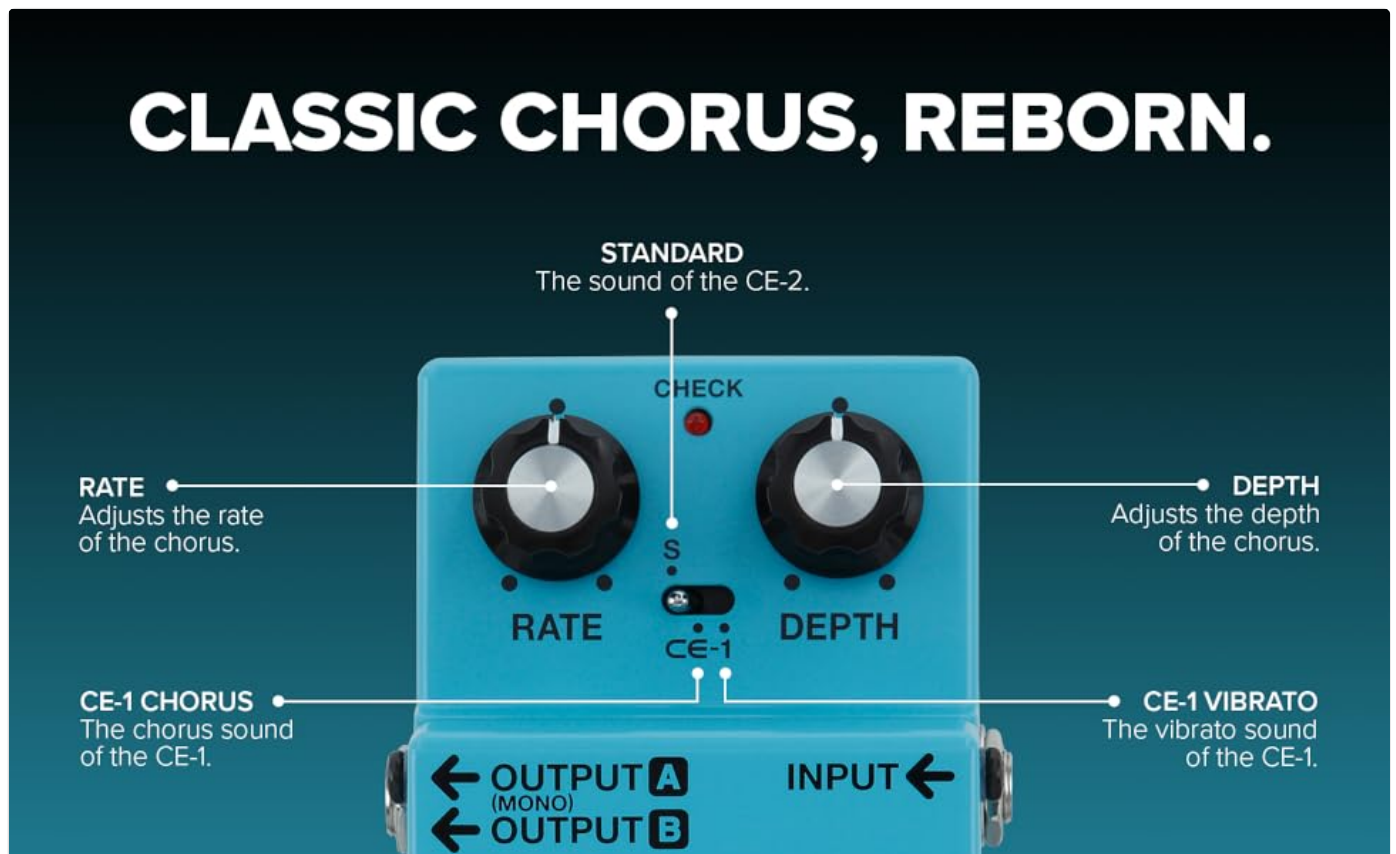 CLASSIC CHORUS, REBORN.
STANDARD
The sound of the CE-2.
CHECK
RATE
Adjusts the rate
of the chorus.
DEPTH
Adjusts the depth
of the chorus.
S
RATE
DEPTH
CE-1
CE-1 CHORUS
The chorus sound
of the CE-1.
CE-1 VIBRATO
The vibrato sound
of the CE-1.
OUTPUT A
(MONO)
OUTPUT B
INPUT